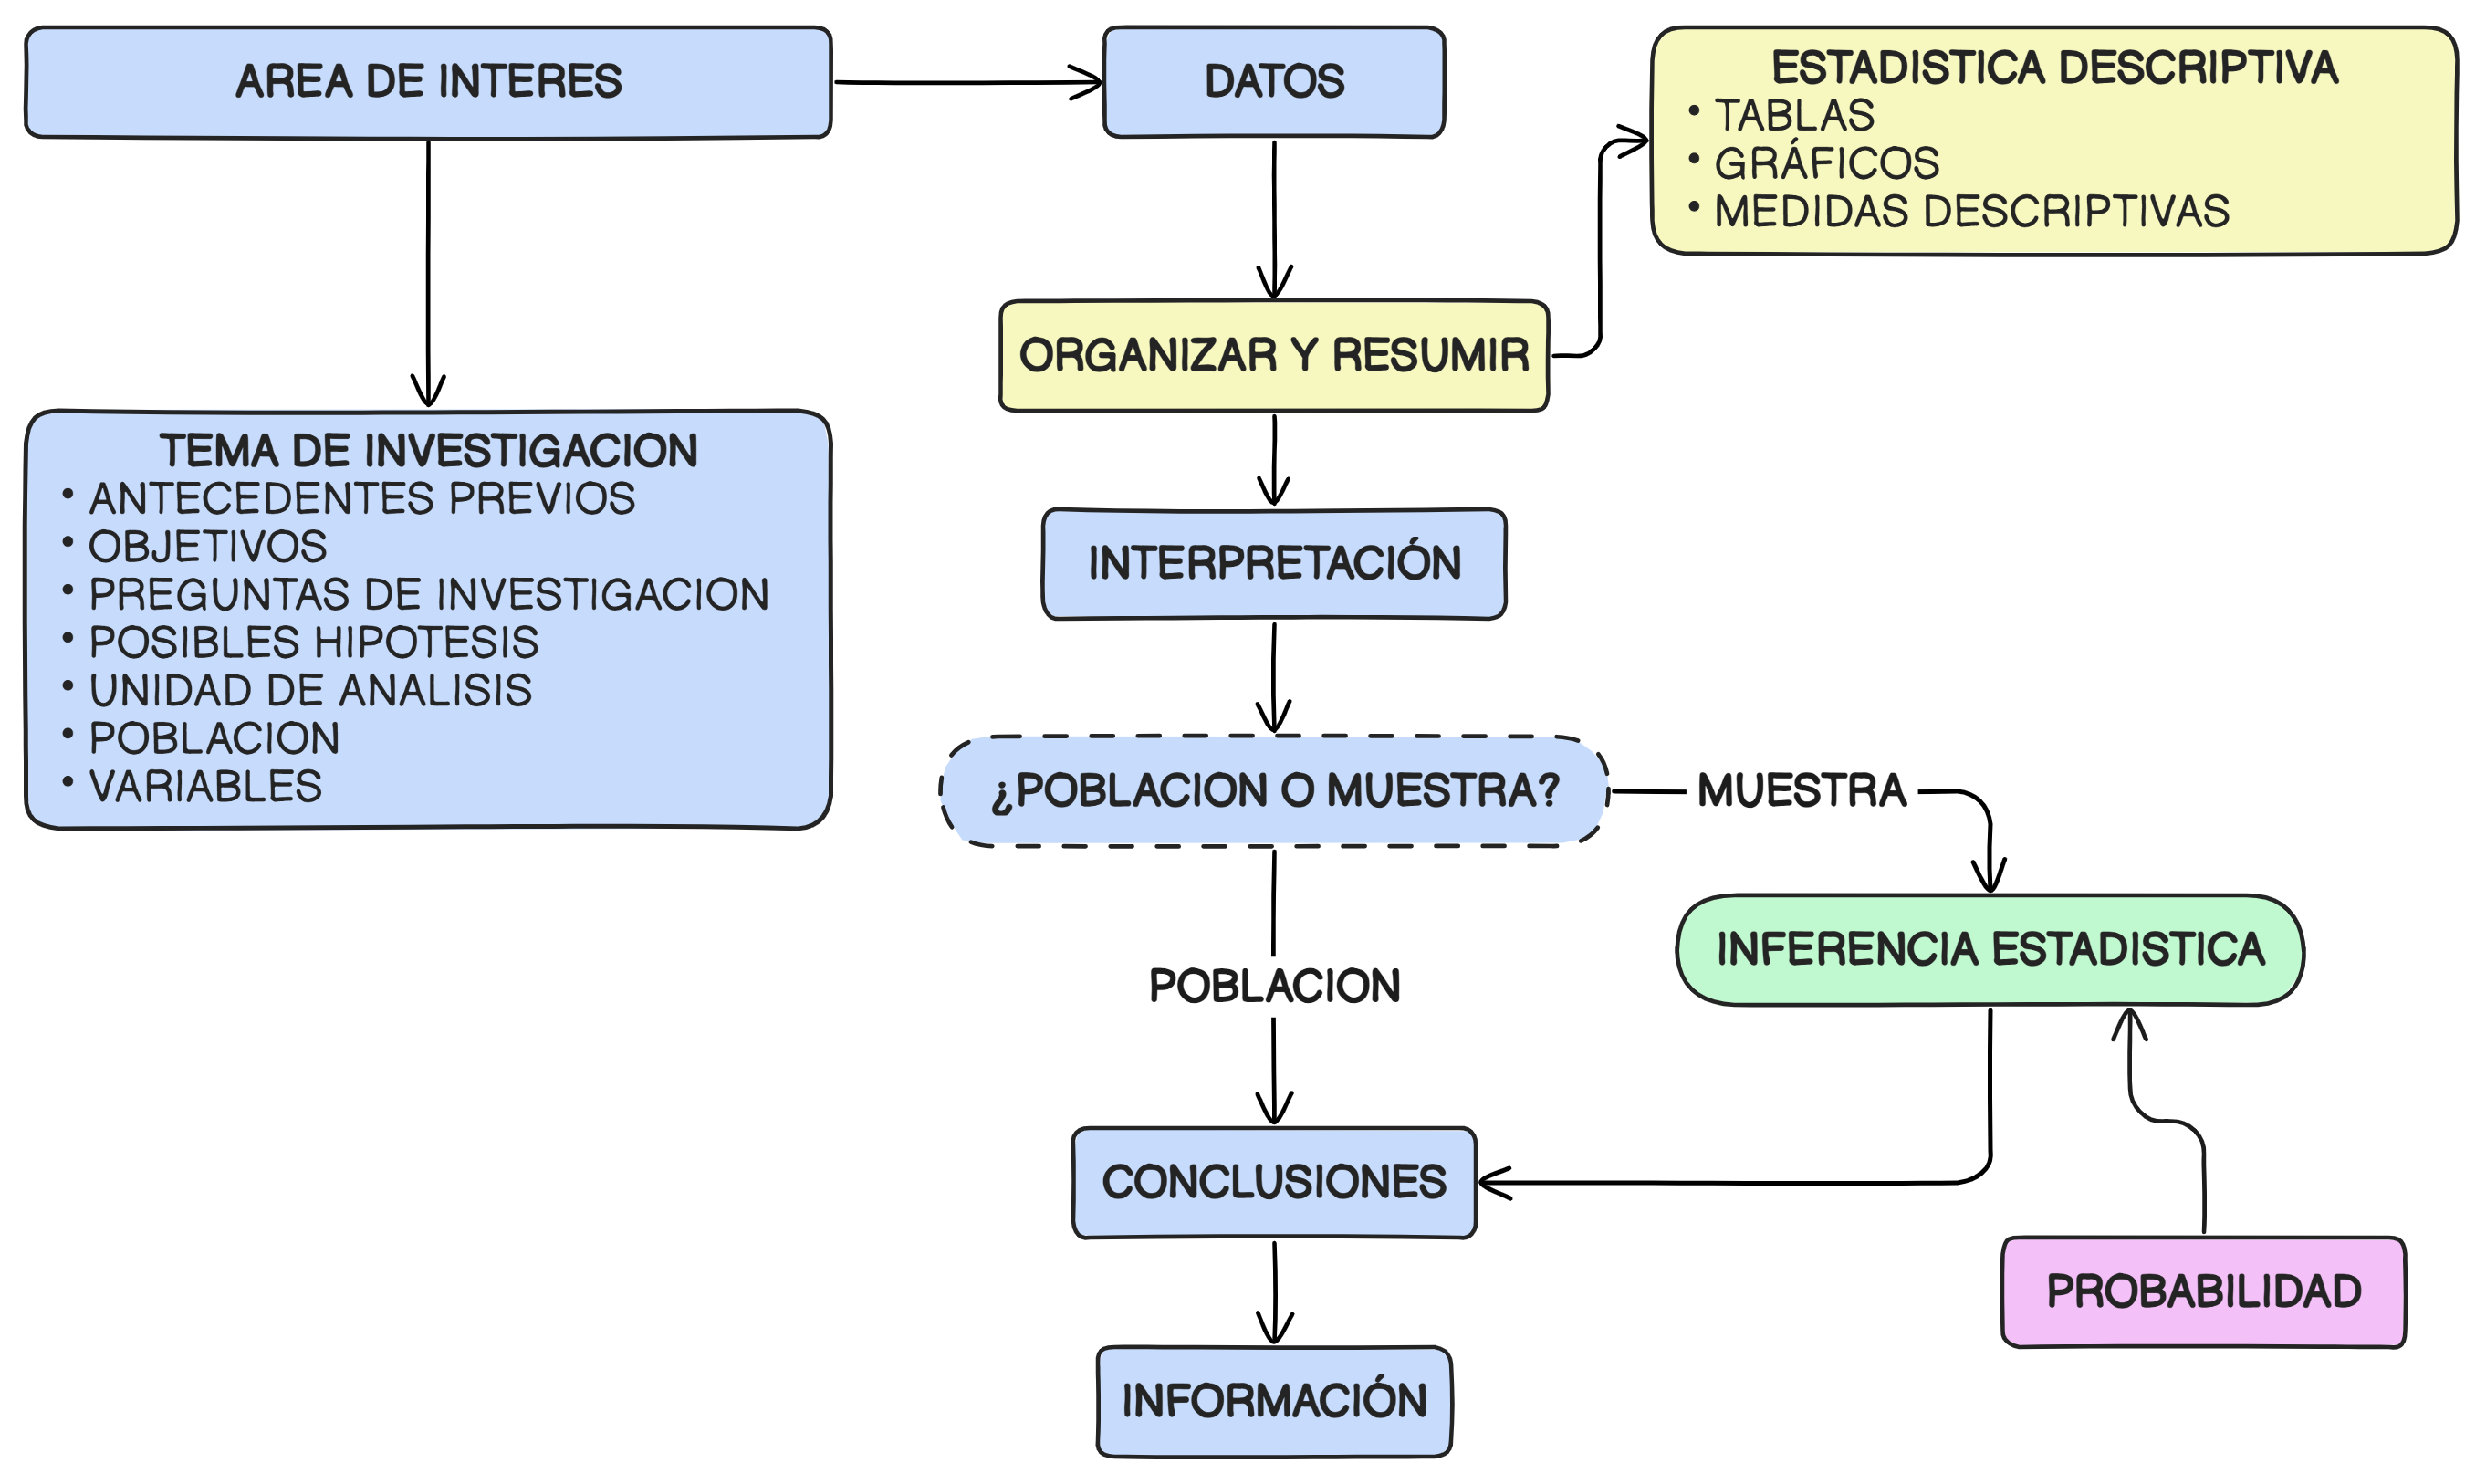 AREA DE INTERES
DATOS
ESTADISTICA DESCRIPTIVA
• TABLAS
• GRÁFICOS
• MEDIDAS DESCRIPTIVAS
ORGANIZAR Y RESUMIR
TEMA DE INVESTIGACION
• ANTECEDENTES PREVIOS
• OBJETIVOS
• PREGUNTAS DE INVESTIGACION
• POSIBLES HIPOTESIS
• UNIDAD DE ANALISIS
• POBLACION
• VARIABLES
INTERPRETACIÓN
¿POBLACION O MUESTRA?
MUESTRA
INFERENCIA ESTADISTICA
POBLACION
CONCLUSIONES
PROBABILIDAD
INFORMACIÓN